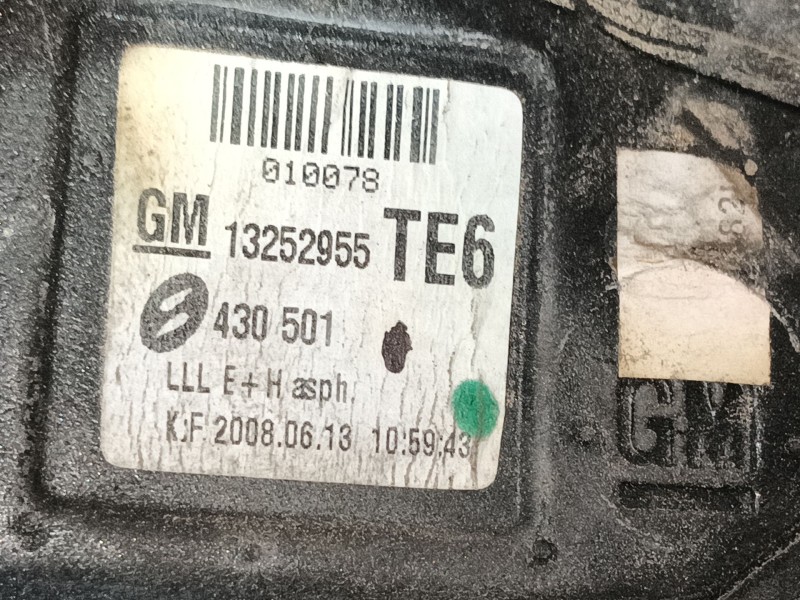 010078
GM 13252955 TE6
430 501
LLL E+H asph.
K.F 2008.06.13 10:59:43
GM